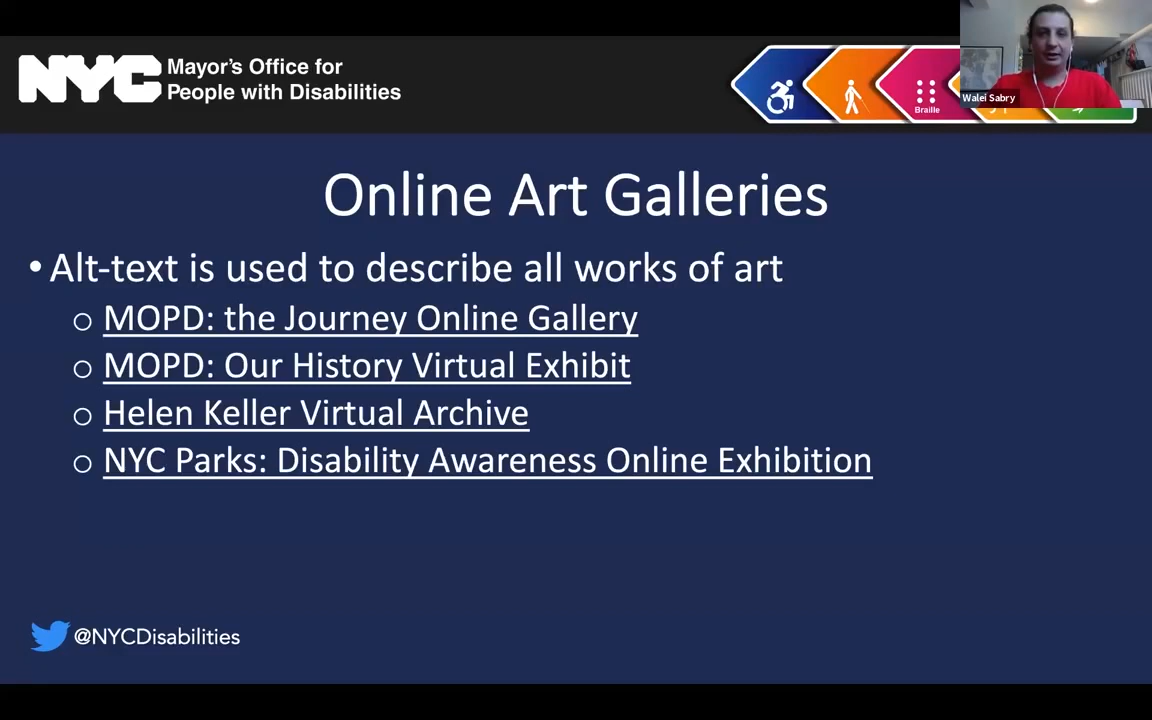 NYC Mayor's Office for
People with Disabilities
Braille
Walei Sabry
Online Art Galleries
• Alt-text is used to describe all works of art
o MOPD: the Journey Online Gallery
o MOPD: Our History Virtual Exhibit
o Helen Keller Virtual Archive
o NYC Parks: Disability Awareness Online Exhibition
@NYCDisabilities